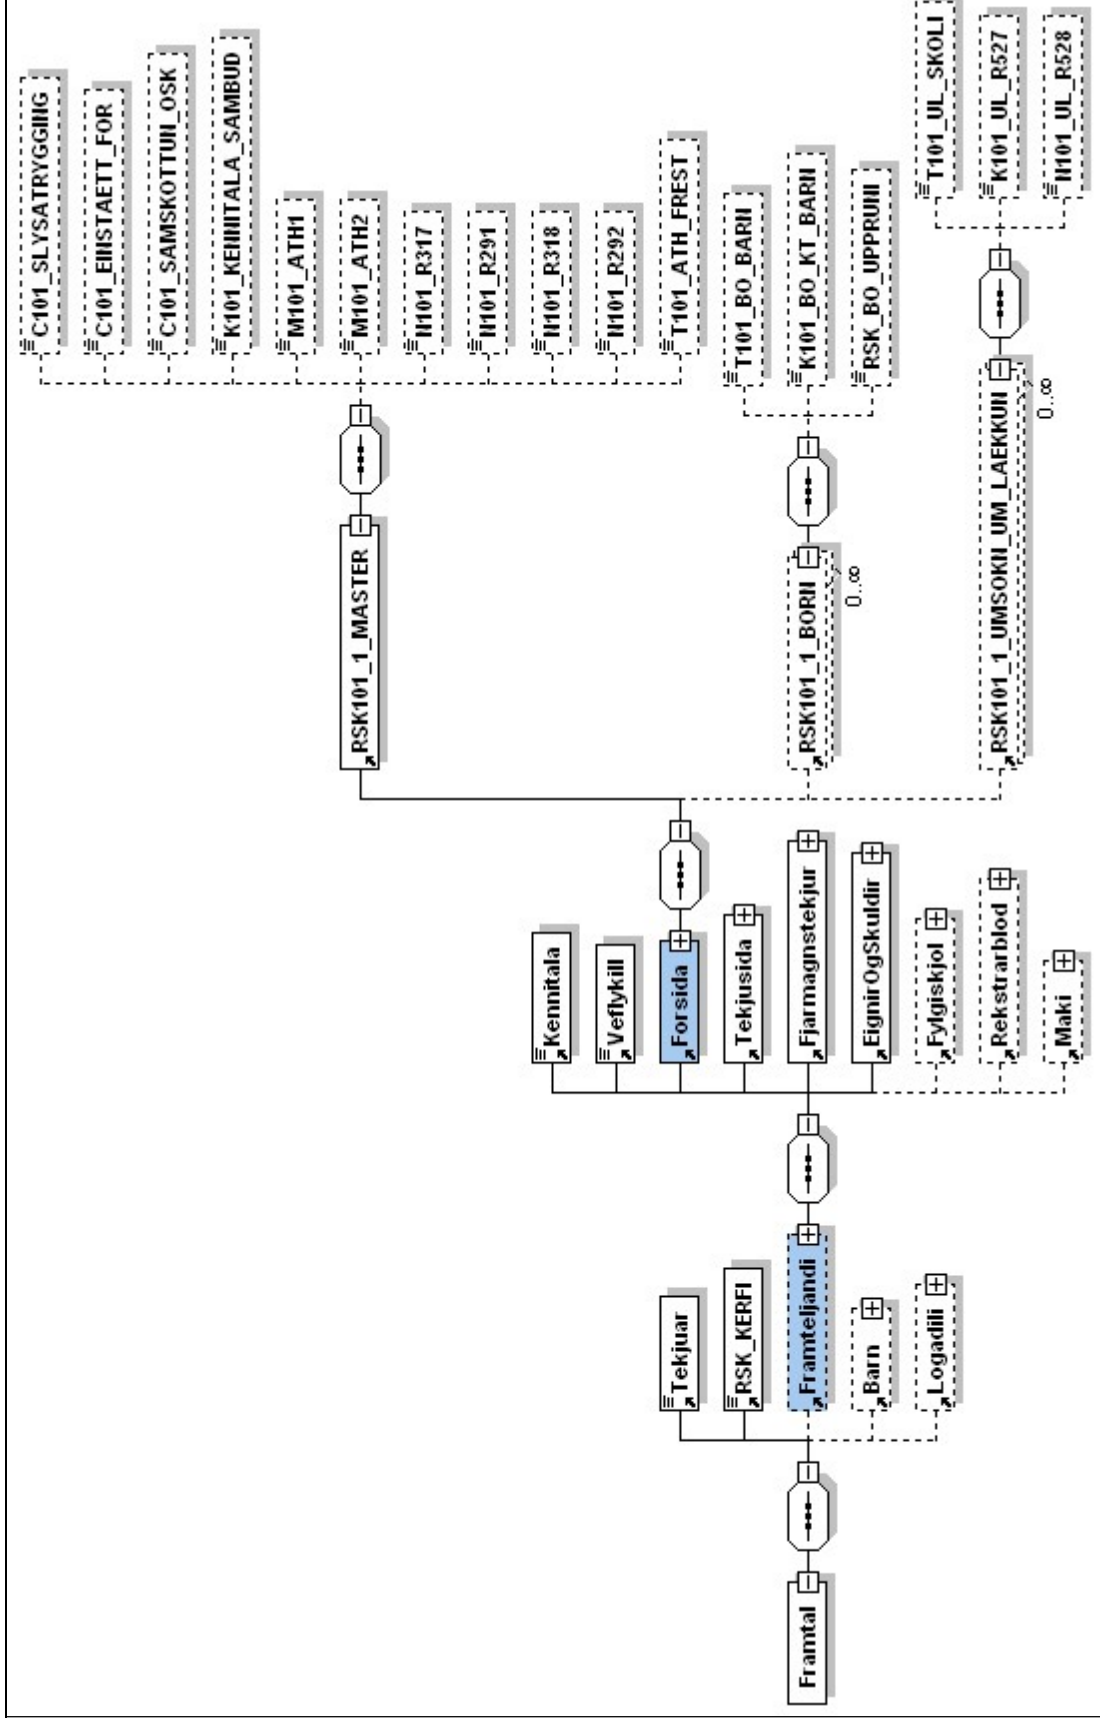 Framtal
Tekjuar
RSK_KERFI
Framteljandi
Barn
Logadili
Kennitala
Veflykill
Forsida
Tekjusida
Fjarmagnstekjur
EignirOgSkuldir
Fylgiskjol
Rekstrarblod
Maki
RSK101_1_MASTER
C101_SLYSATRYGGING
C101_EINSTAETT_FOR
C101_SAMSKOTTUN_OSK
K101_KENNITALA_SAMBUD
M101_ATH1
M101_ATH2
N101_R317
N101_R291
N101_R318
N101_R292
T101_ATH_FREST
RSK101_1_BORN
0..∞
T101_BO_BARN
K101_BO_KT_BARN
RSK_BO_UPPRUNI
RSK101_1_UMSOKN_UM_LAEKKUN
0..∞
T101_UL_SKOLI
K101_UL_R527
N101_UL_R528